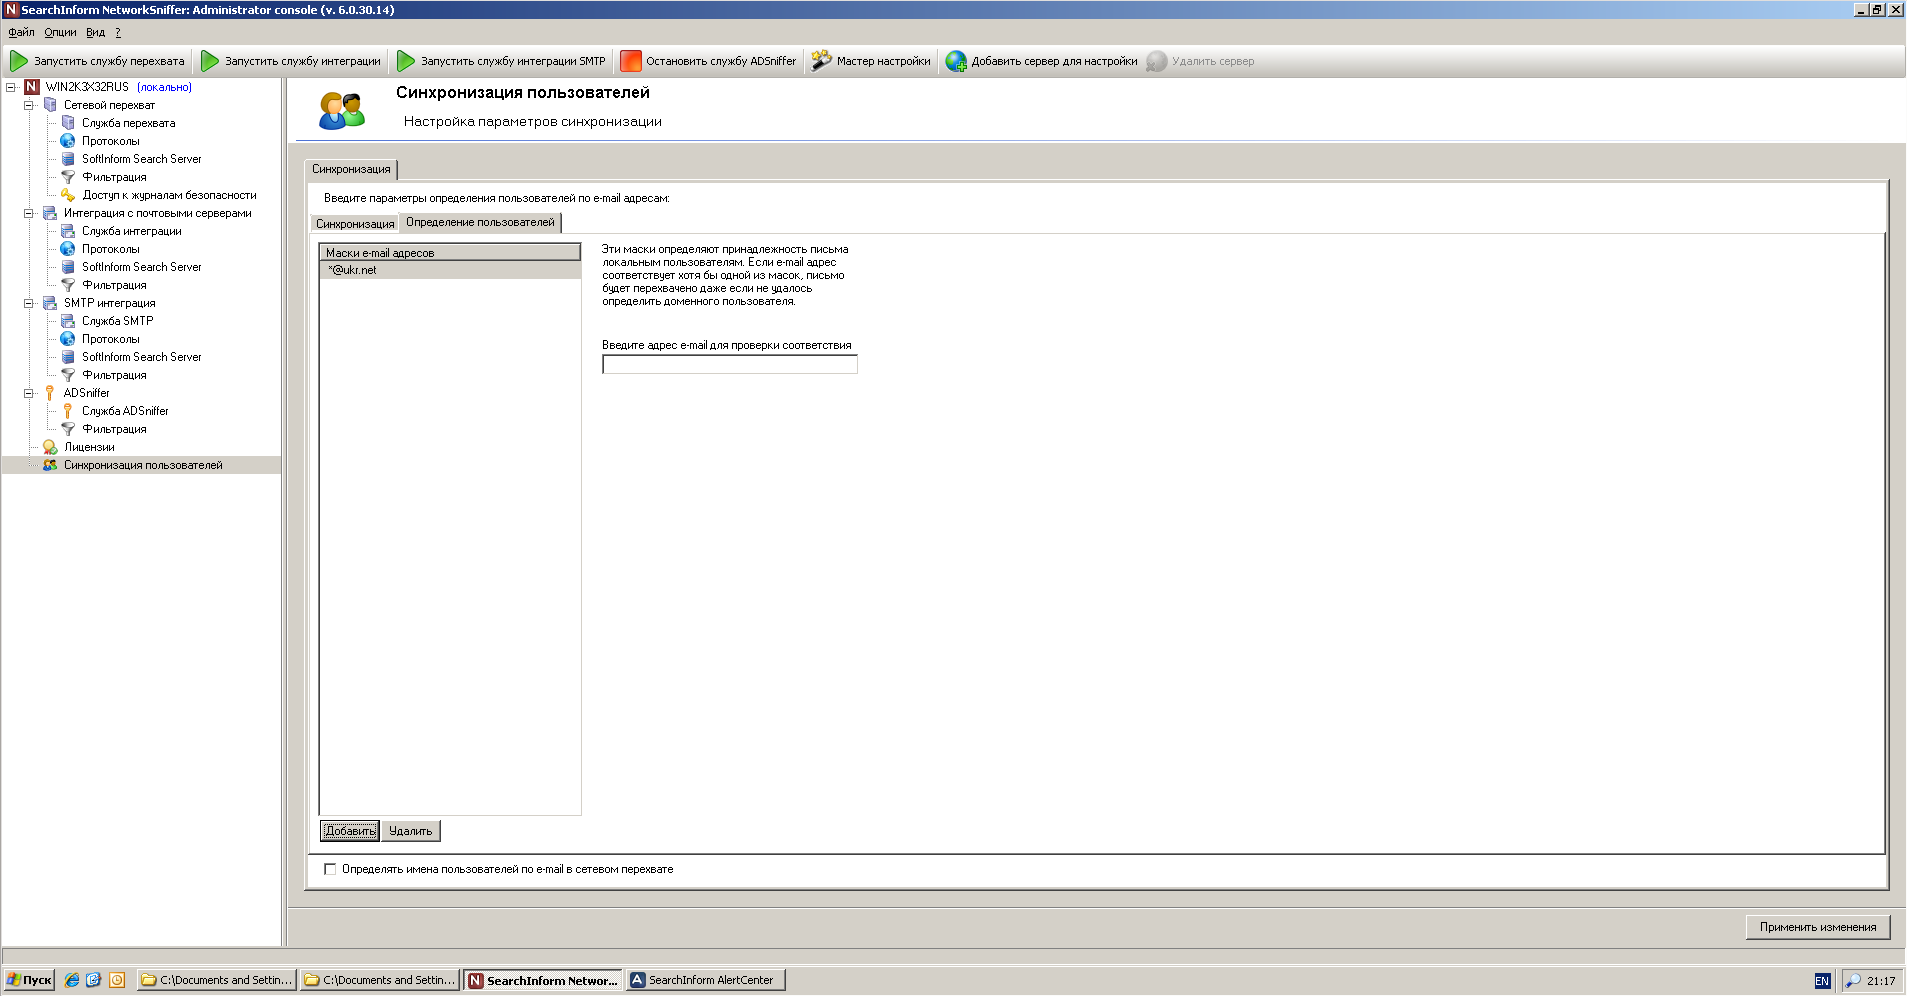 SearchInform NetworkSniffer: Administrator console (v. 6.0.30.14)
Файл Опции Вид ?
Запустить службу перехвата Запустить службу интеграции Запустить службу интеграции SMTP Остановить службу ADSniffer Мастер настройки Добавить сервер для настройки Удалить сервер
WIN2K3X32RUS (локально)
Сетевой перехват
Служба перехвата
Протоколы
SoftInform Search Server
Фильтрация
Доступ к журналам безопасности
Интеграция с почтовыми серверами
Служба интеграции
Протоколы
SoftInform Search Server
Фильтрация
SMTP интеграция
Служба SMTP
Протоколы
SoftInform Search Server
Фильтрация
ADSniffer
Служба ADSniffer
Фильтрация
Лицензии
Синхронизация пользователей
Синхронизация пользователей
Настройка параметров синхронизации
Синхронизация
Введите параметры определения пользователей по e-mail адресам:
Синхронизация Определение пользователей
Маски e-mail адресов
*@ukr.net
Эти маски определяют принадлежность письма
локальным пользователям. Если e-mail адрес
соответствует хотя бы одной из масок, письмо
будет перехвачено даже если не удалось
определить доменного пользователя.
Введите адрес e-mail для проверки соответствия
Добавить Удалить
Определять имена пользователей по e-mail в сетевом перехвате
Применить изменения
Пуск C:\Documents and Settin... C:\Documents and Settin... SearchInform Networ... SearchInform AlertCenter EN 21:17